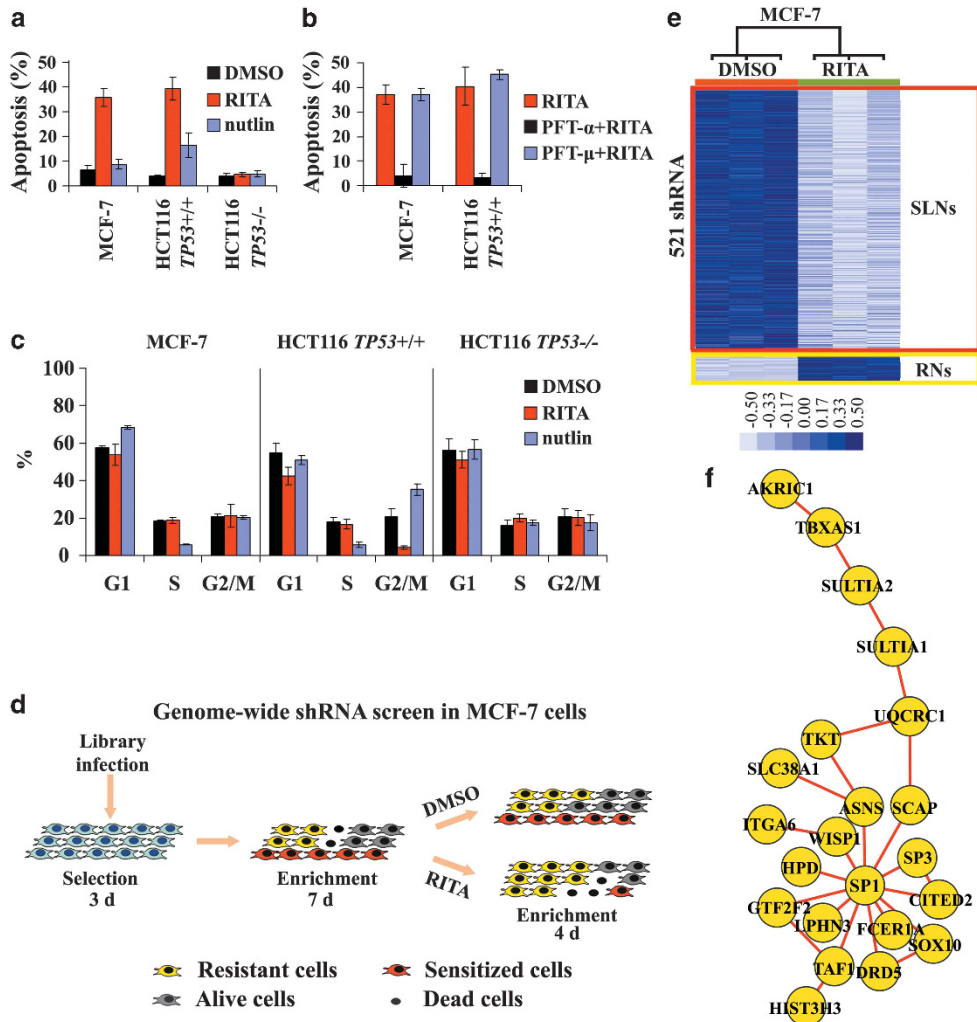 a
Apoptosis (%)
50
40
30
20
10
0
DMSO
RITA
nutlin
MCF-7
HCT116
TP53+/+
HCT116
TP53-/-
b
Apoptosis (%)
50
40
30
20
10
0
RITA
PFT-α+RITA
PFT-μ+RITA
MCF-7
HCT116
TP53+/+
c
MCF-7
HCT116 TP53+/+
HCT116 TP53-/-
%
100
80
60
40
20
0
DMSO
RITA
nutlin
G1 S G2/M G1 S G2/M G1 S G2/M
d
Genome-wide shRNA screen in MCF-7 cells
Library
infection
Selection
3 d
Enrichment
7 d
DMSO
RITA
Enrichment
4 d
Resistant cells
Sensitized cells
Alive cells
Dead cells
e
MCF-7
DMSO RITA
521 shRNA
SLNs
RNs
-0.50
-0.33
-0.17
0.00
0.17
0.33
0.50
f
AKRIC1
TBXAS1
SULTIA2
SULTIA1
UQCRC1
TKT
SLC38A1
ASNS
SCAP
ITGA6
WISP1
HPD
SP3
SP1
CITED2
GTF2F2
LPHN3
FCER1A
SOX10
TAF1
DRD5
HIST3H3